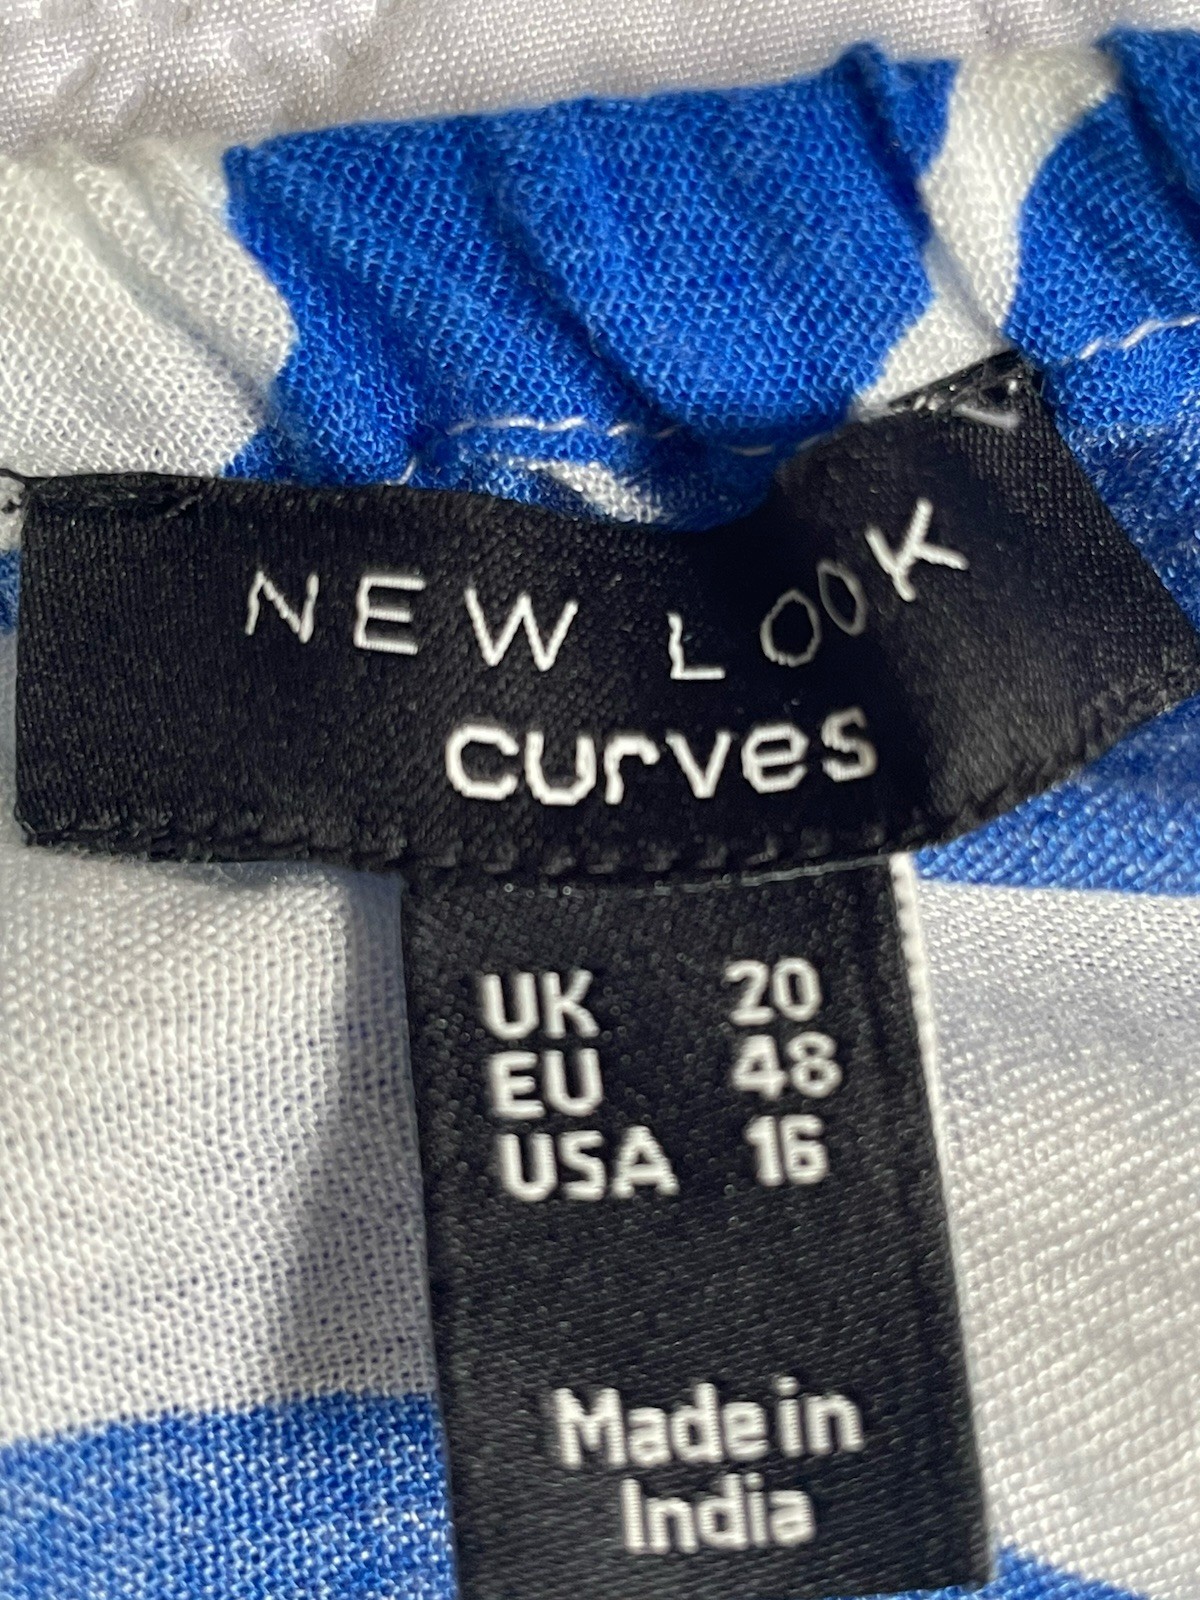 NEW LOOK
curves
UK 20
EU 48
USA 16
Made in
India